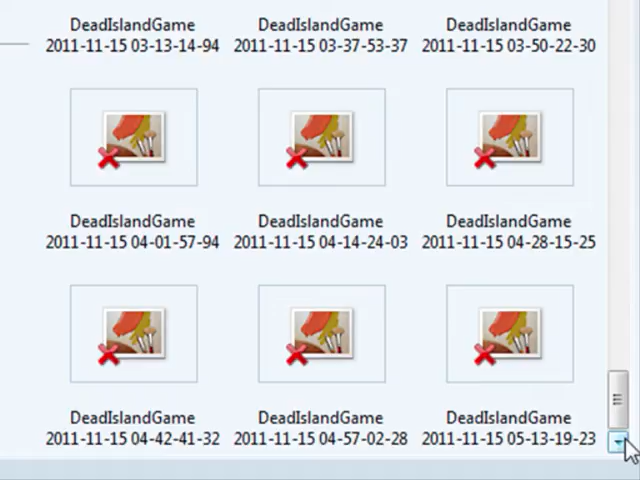 DeadIslandGame DeadIslandGame DeadIslandGame
2011-11-15 03-13-14-94 2011-11-15 03-37-53-37 2011-11-15 03-50-22-30
DeadIslandGame DeadIslandGame DeadIslandGame
2011-11-15 04-01-57-94 2011-11-15 04-14-24-03 2011-11-15 04-28-15-25
DeadIslandGame DeadIslandGame DeadIslandGame
2011-11-15 04-42-41-32 2011-11-15 04-57-02-28 2011-11-15 05-13-19-23